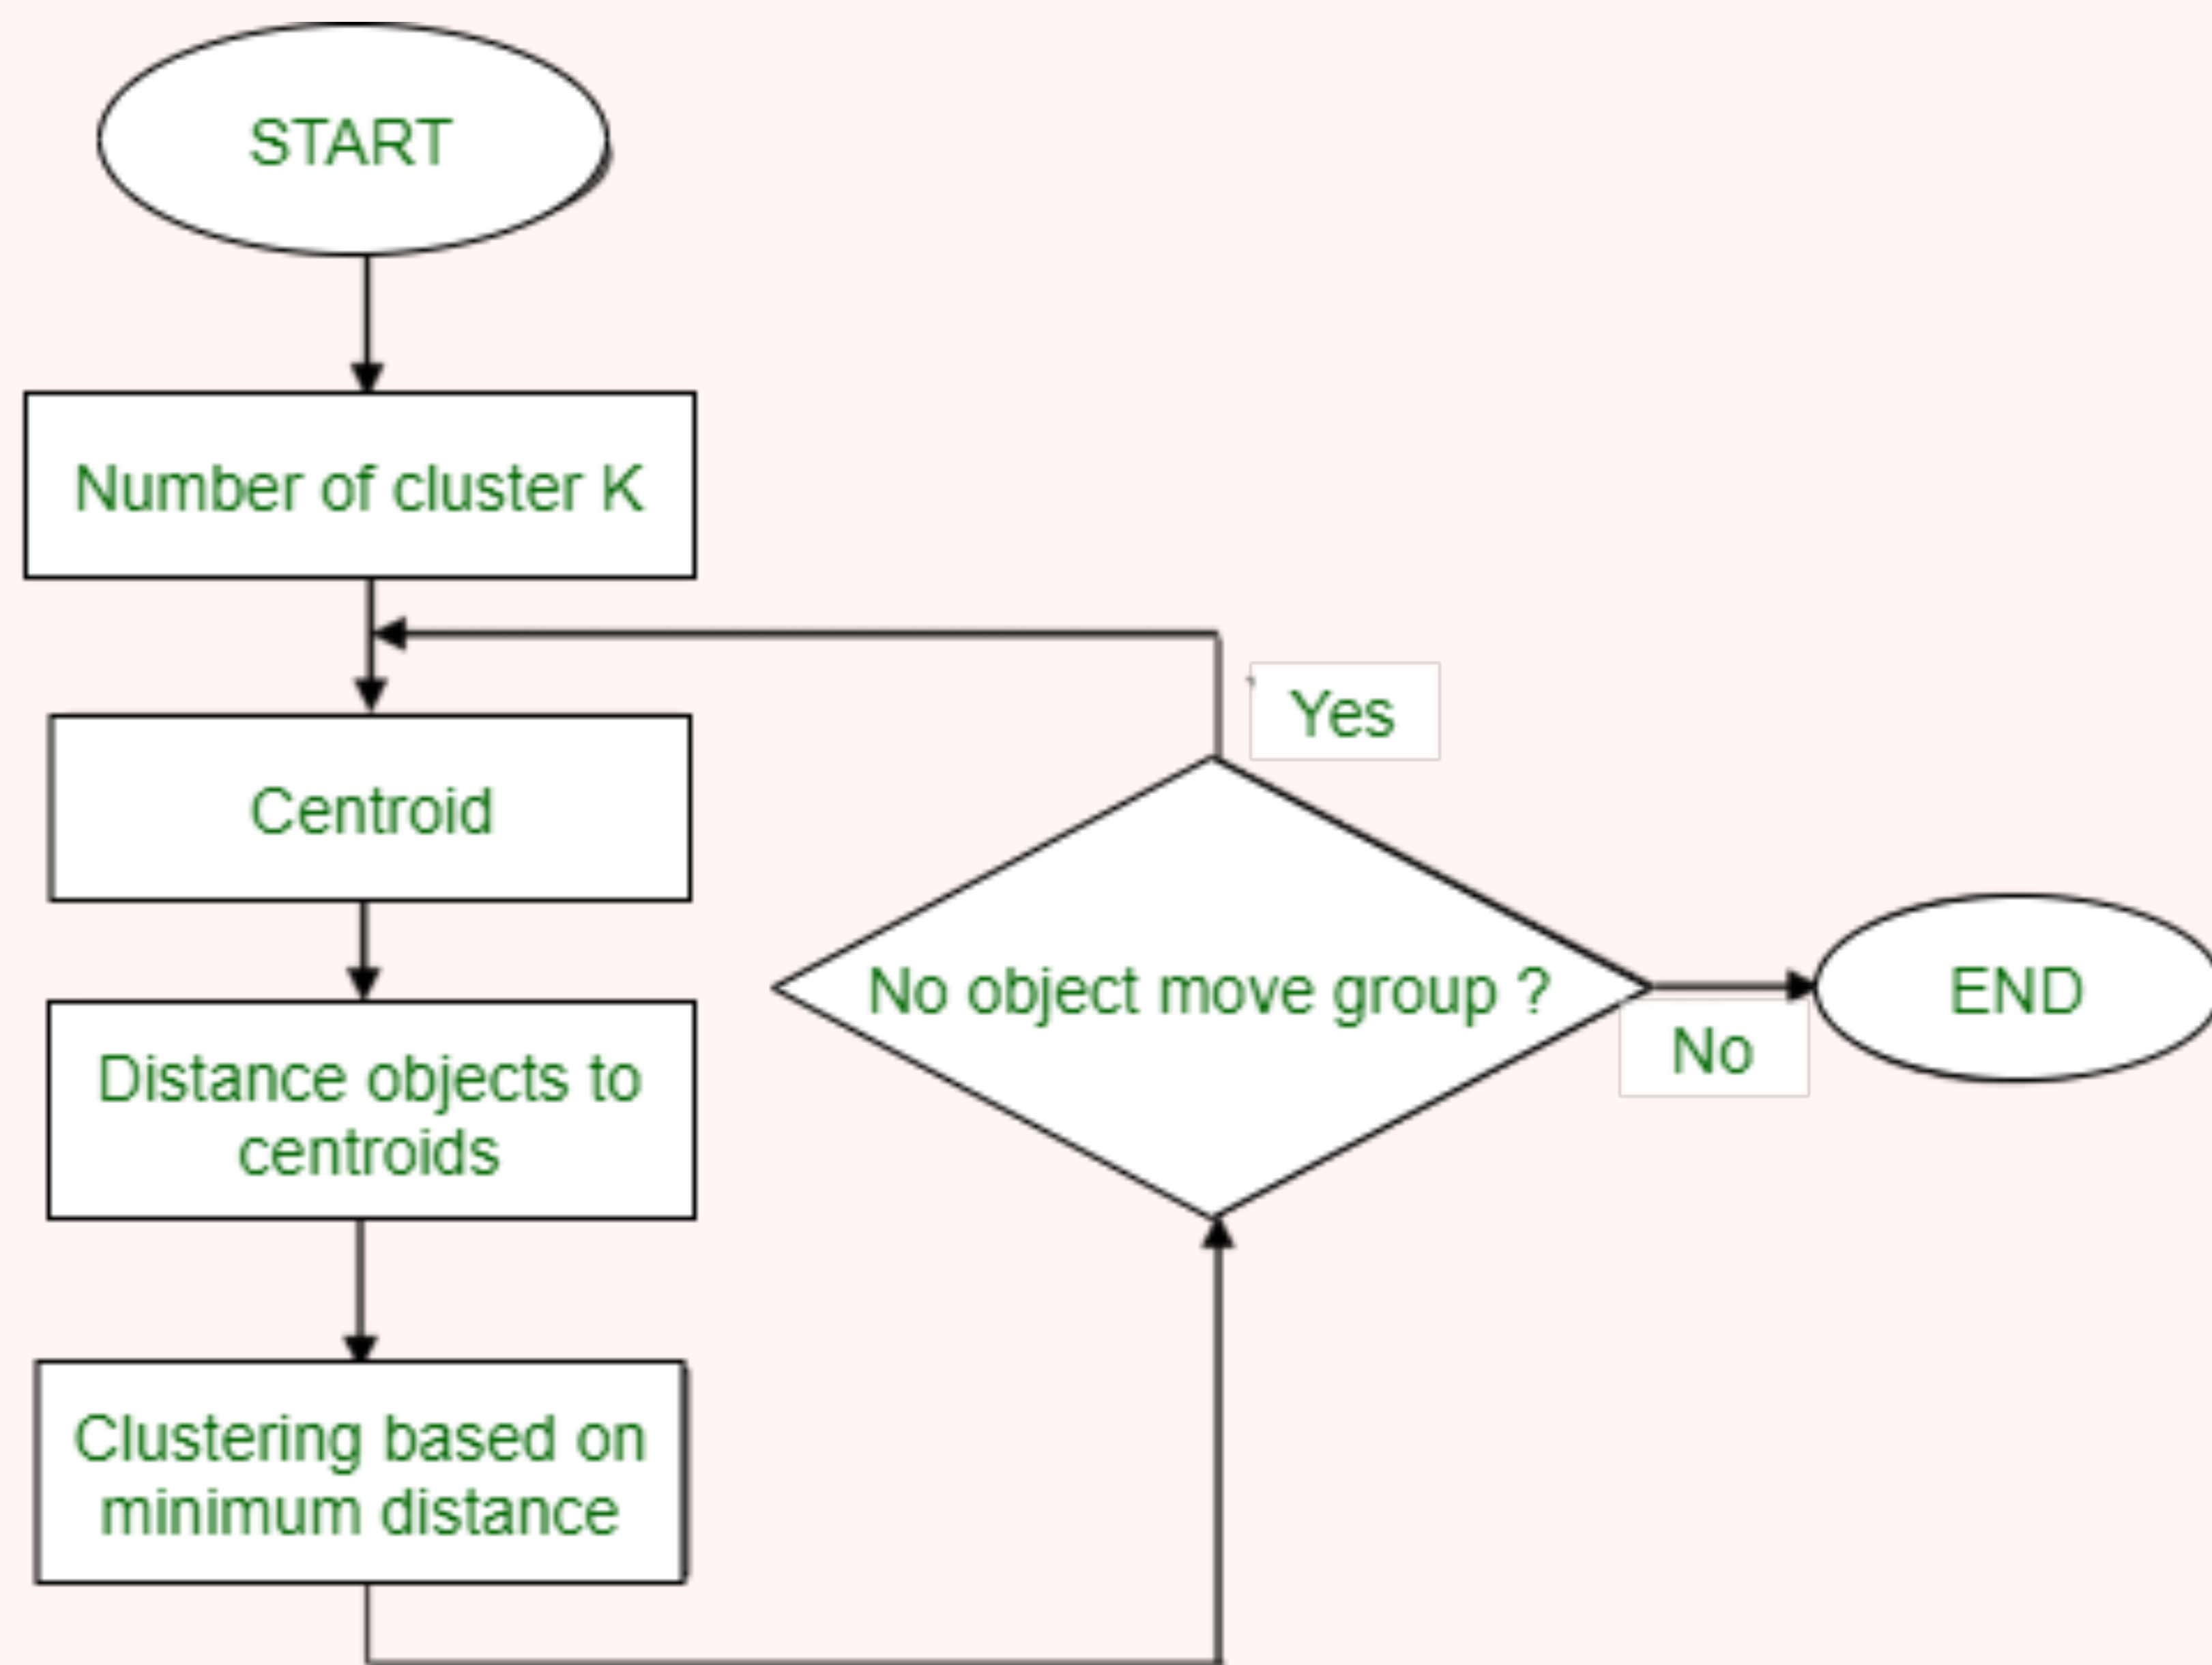 START
Number of cluster K
Yes
Centroid
No object move group ?
END
No
Distance objects to
centroids
Clustering based on
minimum distance